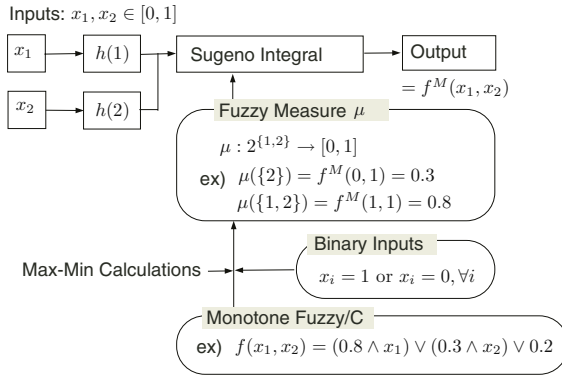 Inputs: x₁, x₂ ∈ [0, 1]
x₁ h(1) Sugeno Integral Output
x₂ h(2) = f^M(x₁, x₂)
Fuzzy Measure μ
μ : 2^{1,2} → [0, 1]
ex) μ({2}) = f^M(0, 1) = 0.3
μ({1, 2}) = f^M(1, 1) = 0.8
Binary Inputs
Max-Min Calculations
xᵢ = 1 or xᵢ = 0, ∀i
Monotone Fuzzy/C
ex) f(x₁, x₂) = (0.8 ∧ x₁) ∨ (0.3 ∧ x₂) ∨ 0.2